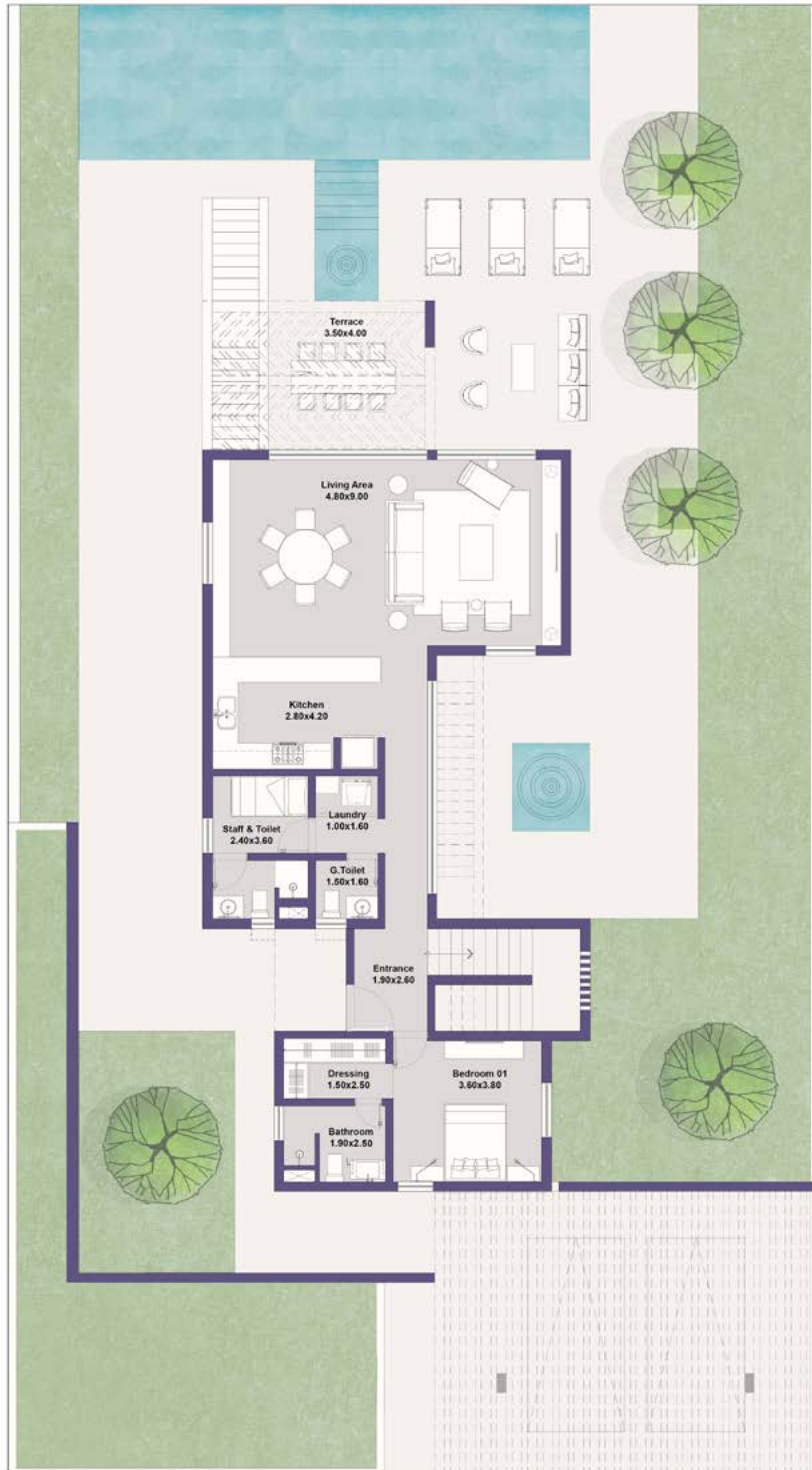 Terrace
3.50x4.00
Living Area
4.80x9.00
Kitchen
2.80x4.20
Laundry
1.00x1.60
Staff & Toilet
2.40x3.60
G.Toilet
1.50x1.60
Entrance
1.90x2.60
Dressing
1.50x2.50
Bedroom 01
3.60x3.80
Bathroom
1.90x2.50